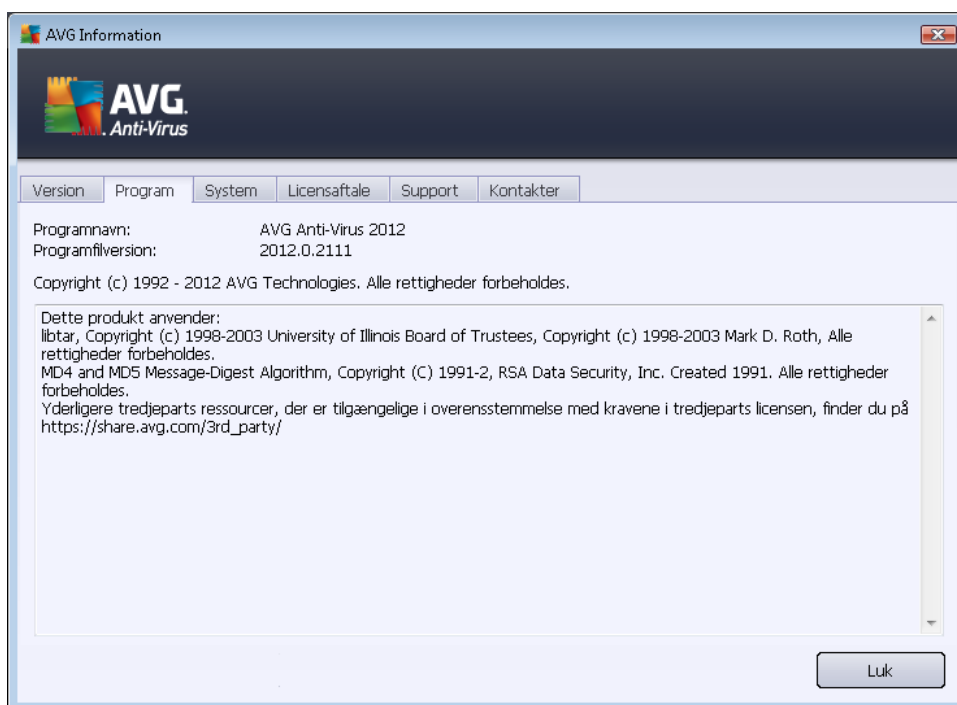 AVG Information
AVG.
Anti-Virus
Version Program System Licensaftale Support Kontakter
Programnavn: AVG Anti-Virus 2012
Programfilversion: 2012.0.2111
Copyright (c) 1992 - 2012 AVG Technologies. Alle rettigheder forbeholdes.
Dette produkt anvender:
libtar, Copyright (c) 1998-2003 University of Illinois Board of Trustees, Copyright (c) 1998-2003 Mark D. Roth, Alle
rettigheder forbeholdes.
MD4 and MD5 Message-Digest Algorithm, Copyright (C) 1991-2, RSA Data Security, Inc. Created 1991. Alle rettigheder
forbeholdes.
Yderligere tredjeparts ressourcer, der er tilgængelige i overensstemmelse med kravene i tredjeparts licensen, finder du på
https://share.avg.com/3rd_party/
Luk